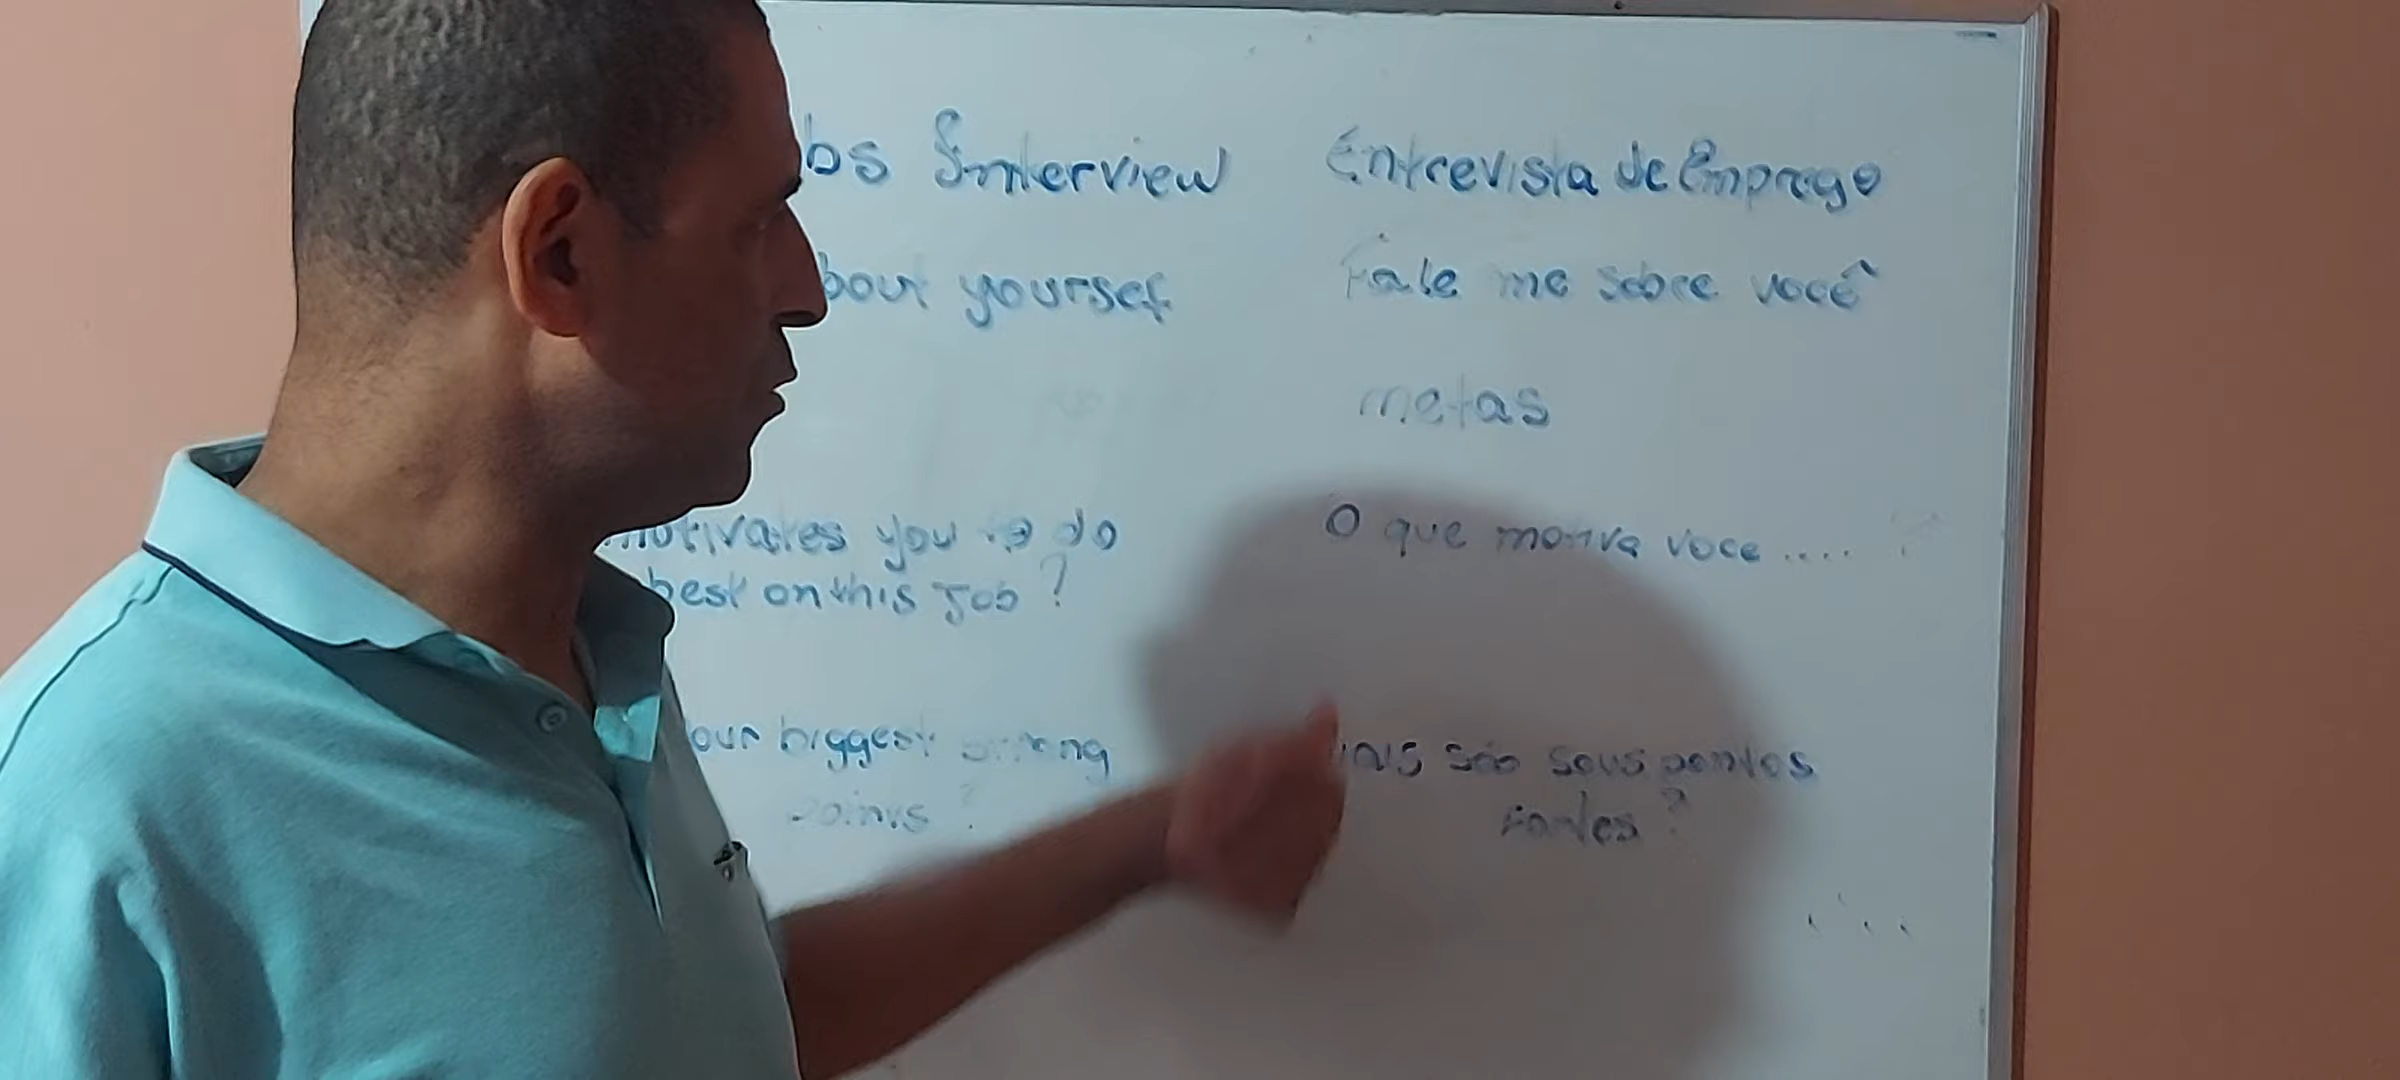 bs Interview
Entrevista de Emprego
bout yourself
Fale me sobre você
metas
motivates you to do
best on this Job ?
O que motiva voce ....
our biggest strong
points ?
uais são seus pontos
fortes ?
....